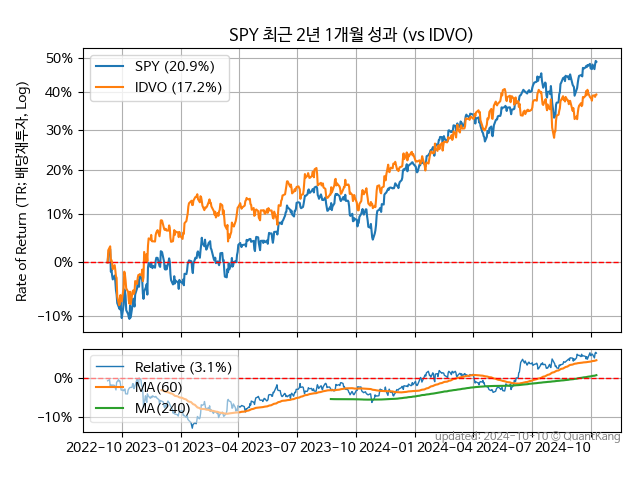 SPY 최근 2년 1개월 성과 (vs IDVO)
Rate of Return (TR; 배당재투자, Log)
50%
40%
30%
20%
10%
0%
−10%
SPY (20.9%)
IDVO (17.2%)
0%
−10%
Relative (3.1%)
MA(60)
MA(240)
2022-10 2023-01 2023-04 2023-07 2023-10 2024-01 2024-04 2024-07 2024-10
updated: 2024-10-10 © QuantKang